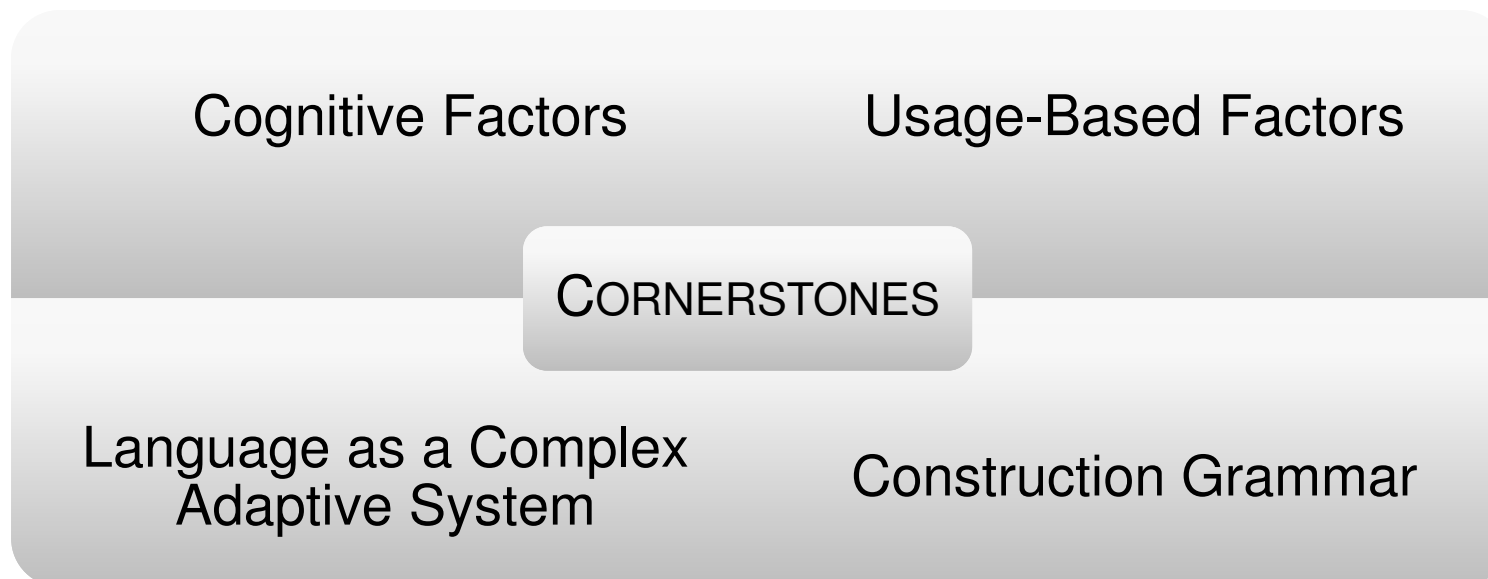 Cognitive Factors
Usage-Based Factors
CORNERSTONES
Language as a Complex
Adaptive System
Construction Grammar